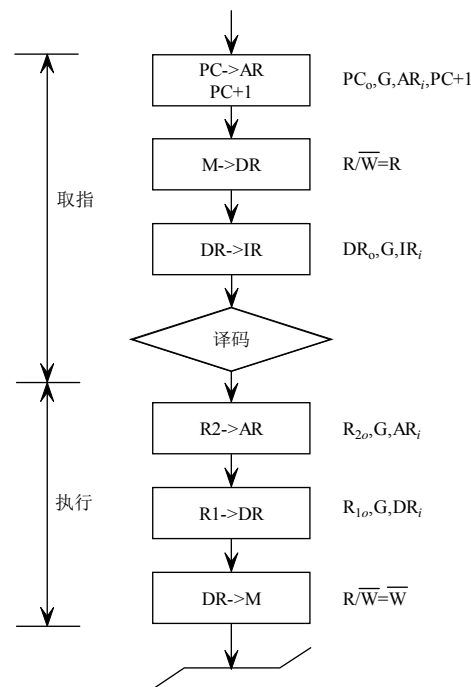 PC->AR
PC+1
PCₒ,G,ARᵢ,PC+1
M->DR
R/W̅=R
取指
DR->IR
DRₒ,G,IRᵢ
译码
R2->AR
R₂ₒ,G,ARᵢ
执行
R1->DR
R₁ₒ,G,DRᵢ
DR->M
R/W̅=W̅